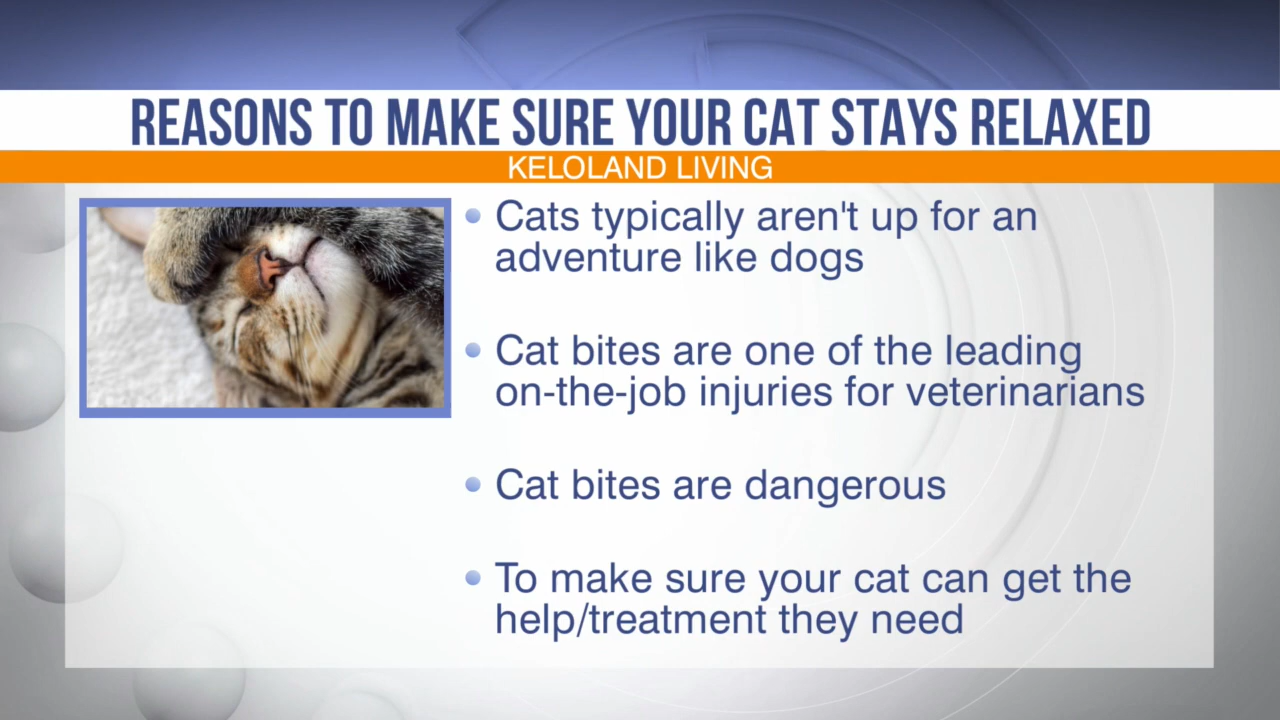 REASONS TO MAKE SURE YOUR CAT STAYS RELAXED
KELOLAND LIVING
• Cats typically aren't up for an
adventure like dogs
• Cat bites are one of the leading
on-the-job injuries for veterinarians
• Cat bites are dangerous
• To make sure your cat can get the
help/treatment they need